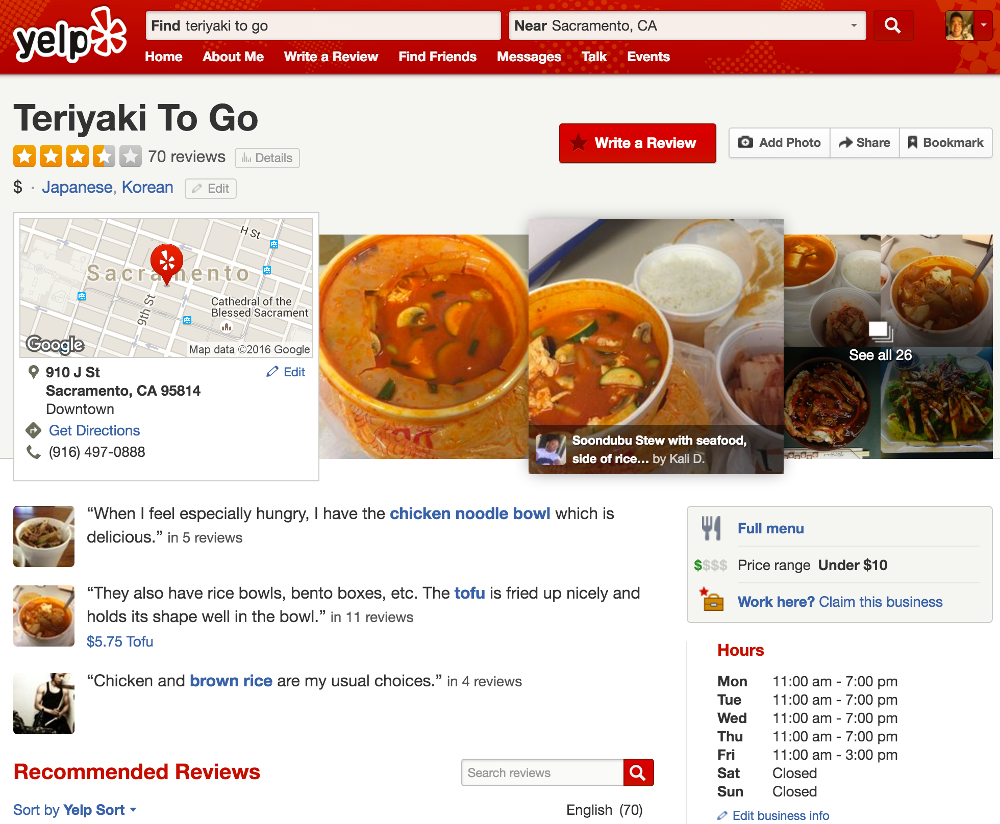 yelp
Find teriyaki to go
Near Sacramento, CA
Home About Me Write a Review Find Friends Messages Talk Events
Teriyaki To Go
70 reviews Details
Write a Review
Add Photo Share Bookmark
$ · Japanese, Korean Edit
H St
Sacramento
9th St
Cathedral of the
Blessed Sacrament
Google
Map data ©2016 Google
910 J St
Edit
Sacramento, CA 95814
Downtown
Get Directions
(916) 497-0888
Soondubu Stew with seafood,
side of rice... by Kali D.
See all 26
“When I feel especially hungry, I have the chicken noodle bowl which is
delicious.” in 5 reviews
“They also have rice bowls, bento boxes, etc. The tofu is fried up nicely and
holds its shape well in the bowl.” in 11 reviews
$5.75 Tofu
“Chicken and brown rice are my usual choices.” in 4 reviews
Full menu
$$$$ Price range Under $10
Work here? Claim this business
Hours
Mon 11:00 am - 7:00 pm
Tue 11:00 am - 7:00 pm
Wed 11:00 am - 7:00 pm
Thu 11:00 am - 7:00 pm
Fri 11:00 am - 3:00 pm
Sat Closed
Sun Closed
Edit business info
Recommended Reviews
Search reviews
Sort by Yelp Sort
English (70)